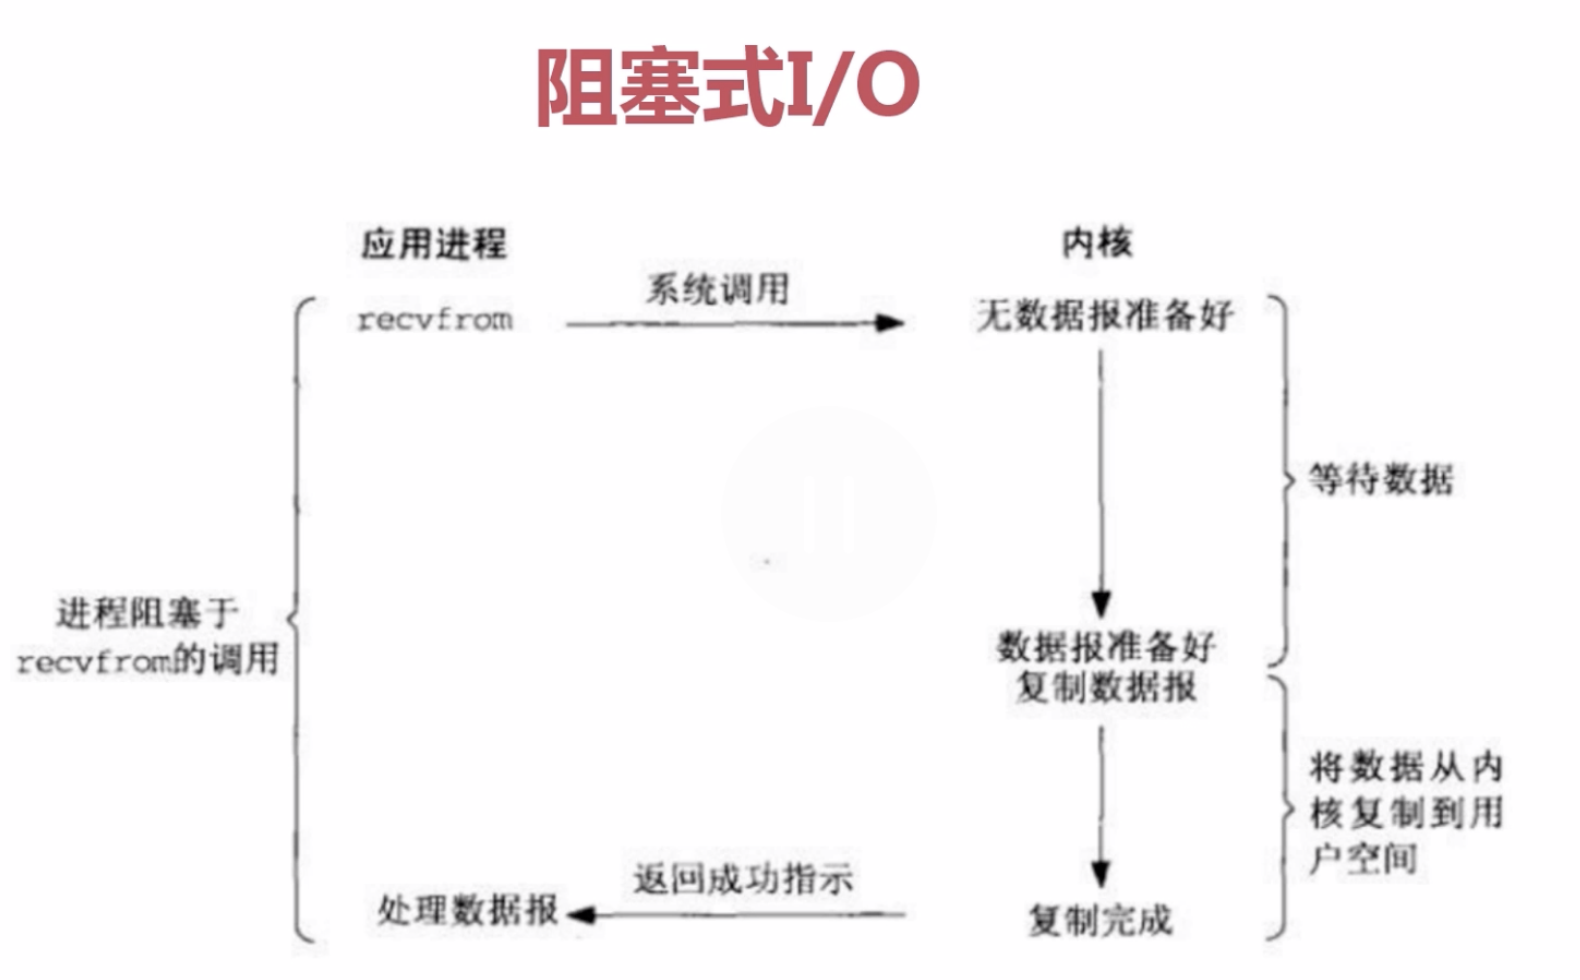 阻塞式I/O
应用进程
内核
系统调用
recvfrom
无数据报准备好
等待数据
进程阻塞于
recvfrom的调用
数据报准备好
复制数据报
将数据从内
核复制到用
户空间
返回成功指示
处理数据报
复制完成